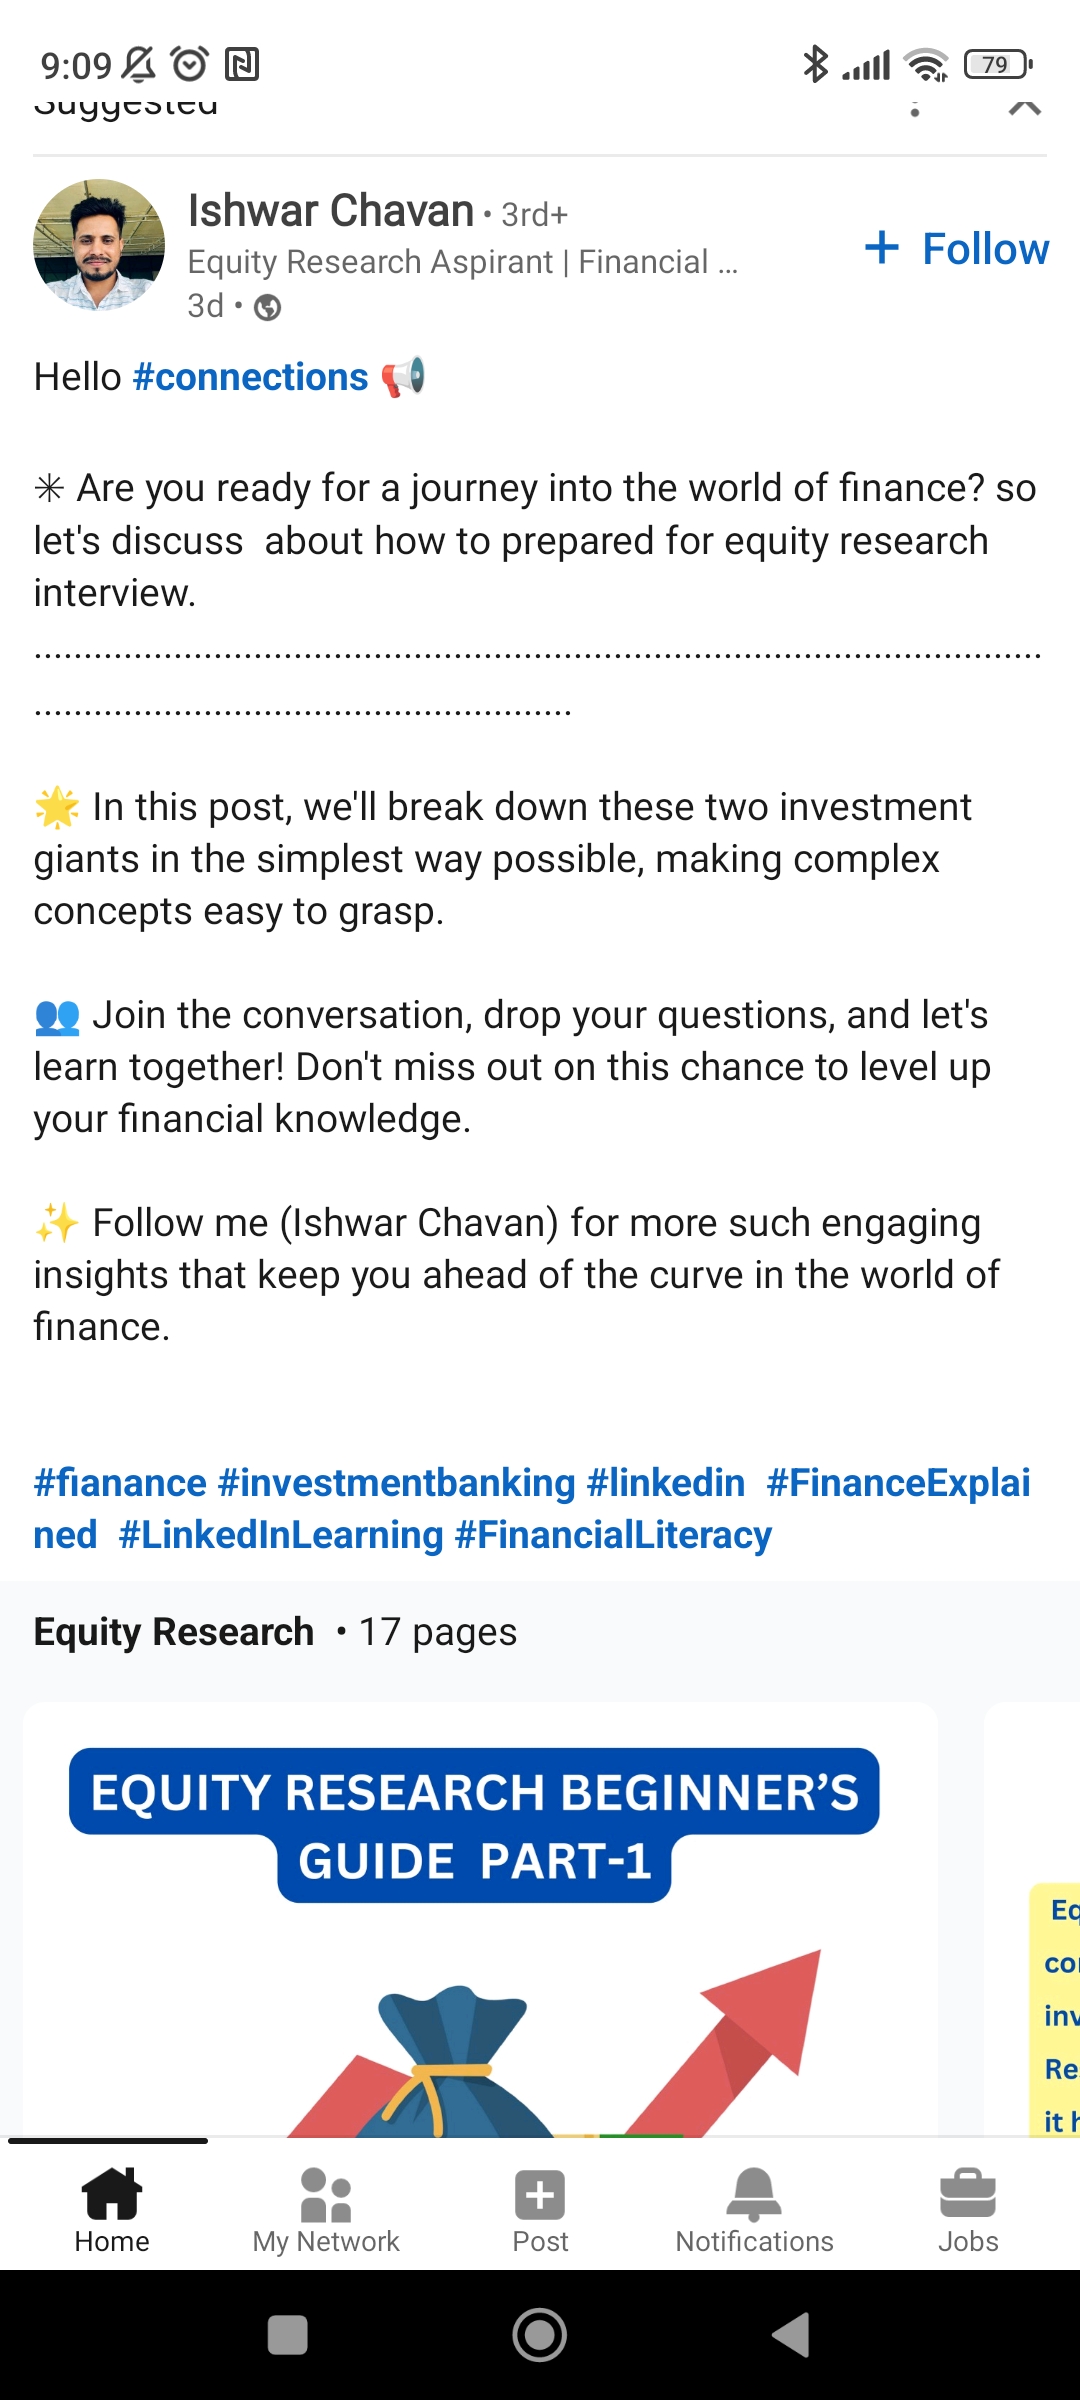 9:09
79
Suggested
Ishwar Chavan • 3rd+
Equity Research Aspirant | Financial ...
+ Follow
3d •
Hello #connections 📢
✳ Are you ready for a journey into the world of finance? so
let's discuss  about how to prepared for equity research
interview.
....................................................................................................
.....................................................
🌟 In this post, we'll break down these two investment
giants in the simplest way possible, making complex
concepts easy to grasp.
👥 Join the conversation, drop your questions, and let's
learn together! Don't miss out on this chance to level up
your financial knowledge.
✨ Follow me (Ishwar Chavan) for more such engaging
insights that keep you ahead of the curve in the world of
finance.
#fianance #investmentbanking #linkedin  #FinanceExplai
ned  #LinkedInLearning #FinancialLiteracy
Equity Research • 17 pages
EQUITY RESEARCH BEGINNER'S
GUIDE PART-1
it
Home
My Network
Post
Notifications
Jobs